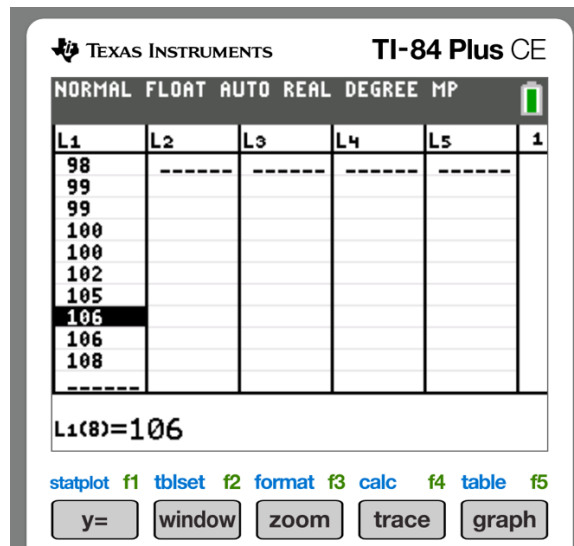 TEXAS INSTRUMENTS TI-84 Plus CE
NORMAL FLOAT AUTO REAL DEGREE MP
L1 L2 L3 L4 L5 1
98 ------ ------ ------ ------
99
99
100
100
102
105
106
106
108
------
L1(8)=106
statplot f1 tblset f2 format f3 calc f4 table f5
y= window zoom trace graph